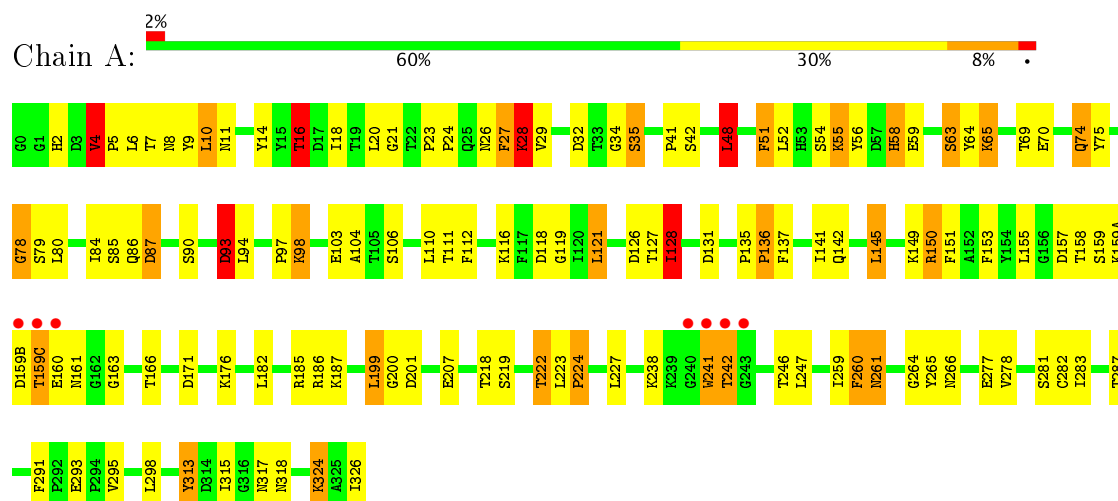 2%
Chain A:
60% 30% 8% •
G0 G1 H2 D3 V4 P5 L6 T7 N8 Y9 L10 N11 Y14 Y15 T16 D17 I18 T19 L20 G21 T22 P23 P24 Q25 N26 F27 K28 V29 D32 T33 G34 S35 P41 S42 L48 F51 L52 H53 S54 K55 Y56 D57 H58 E59 S63 Y64 K65 T69 E70 Q74 Y75
G78 S79 L80 I84 S85 Q86 D87 S90 D93 L94 P97 K98 E103 A104 T105 S106 L110 T111 F112 K116 F117 D118 G119 I120 L121 D126 T127 I128 D131 P135 P136 F137 I141 Q142 L145 K149 R150 F151 A152 F153 Y154 L155 G156 D157 T158 S159 K159A
D159B T159C E160 N161 G162 G163 T166 D171 K176 L182 R185 R186 K187 L199 G200 D201 E207 T218 S219 T222 L223 P224 L227 K238 K239 G240 W241 T242 G243 T246 L247 I259 F260 N261 G264 Y265 N266 E277 V278 S281 C282 I283 T287
F291 P292 E293 P294 V295 L298 Y313 D314 I315 G316 N317 N318 K324 A325 I326